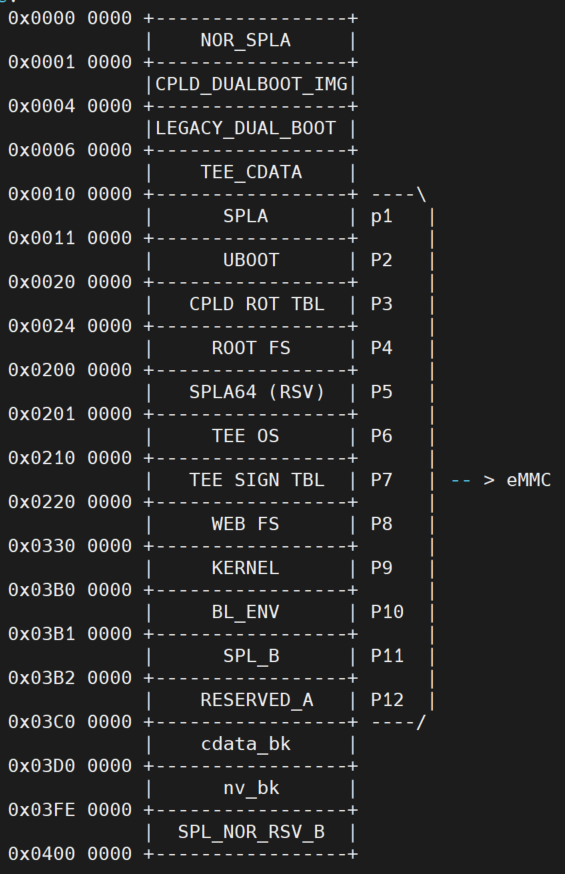 0x0000 0000 +-----------------+
            |    NOR_SPLA     |
0x0001 0000 +-----------------+
            |CPLD_DUALBOOT_IMG|
0x0004 0000 +-----------------+
            |LEGACY_DUAL_BOOT |
0x0006 0000 +-----------------+
            |    TEE_CDATA    |
0x0010 0000 +-----------------+ ----\
            |      SPLA       | p1   |
0x0011 0000 +-----------------+      |
            |      UBOOT      | P2   |
0x0020 0000 +-----------------+      |
            |   CPLD ROT TBL  | P3   |
0x0024 0000 +-----------------+      |
            |     ROOT FS     | P4   |
0x0200 0000 +-----------------+      |
            |   SPLA64 (RSV)  | P5   |
0x0201 0000 +-----------------+      |
            |     TEE OS      | P6   |
0x0210 0000 +-----------------+      |
            |   TEE SIGN TBL  | P7   | -- > eMMC
0x0220 0000 +-----------------+      |
            |     WEB FS      | P8   |
0x0330 0000 +-----------------+      |
            |     KERNEL      | P9   |
0x03B0 0000 +-----------------+      |
            |     BL_ENV      | P10  |
0x03B1 0000 +-----------------+      |
            |      SPL_B      | P11  |
0x03B2 0000 +-----------------+      |
            |    RESERVED_A   | P12  |
0x03C0 0000 +-----------------+ ----/
            |    cdata_bk     |
0x03D0 0000 +-----------------+
            |      nv_bk      |
0x03FE 0000 +-----------------+
            |  SPL_NOR_RSV_B  |
0x0400 0000 +-----------------+